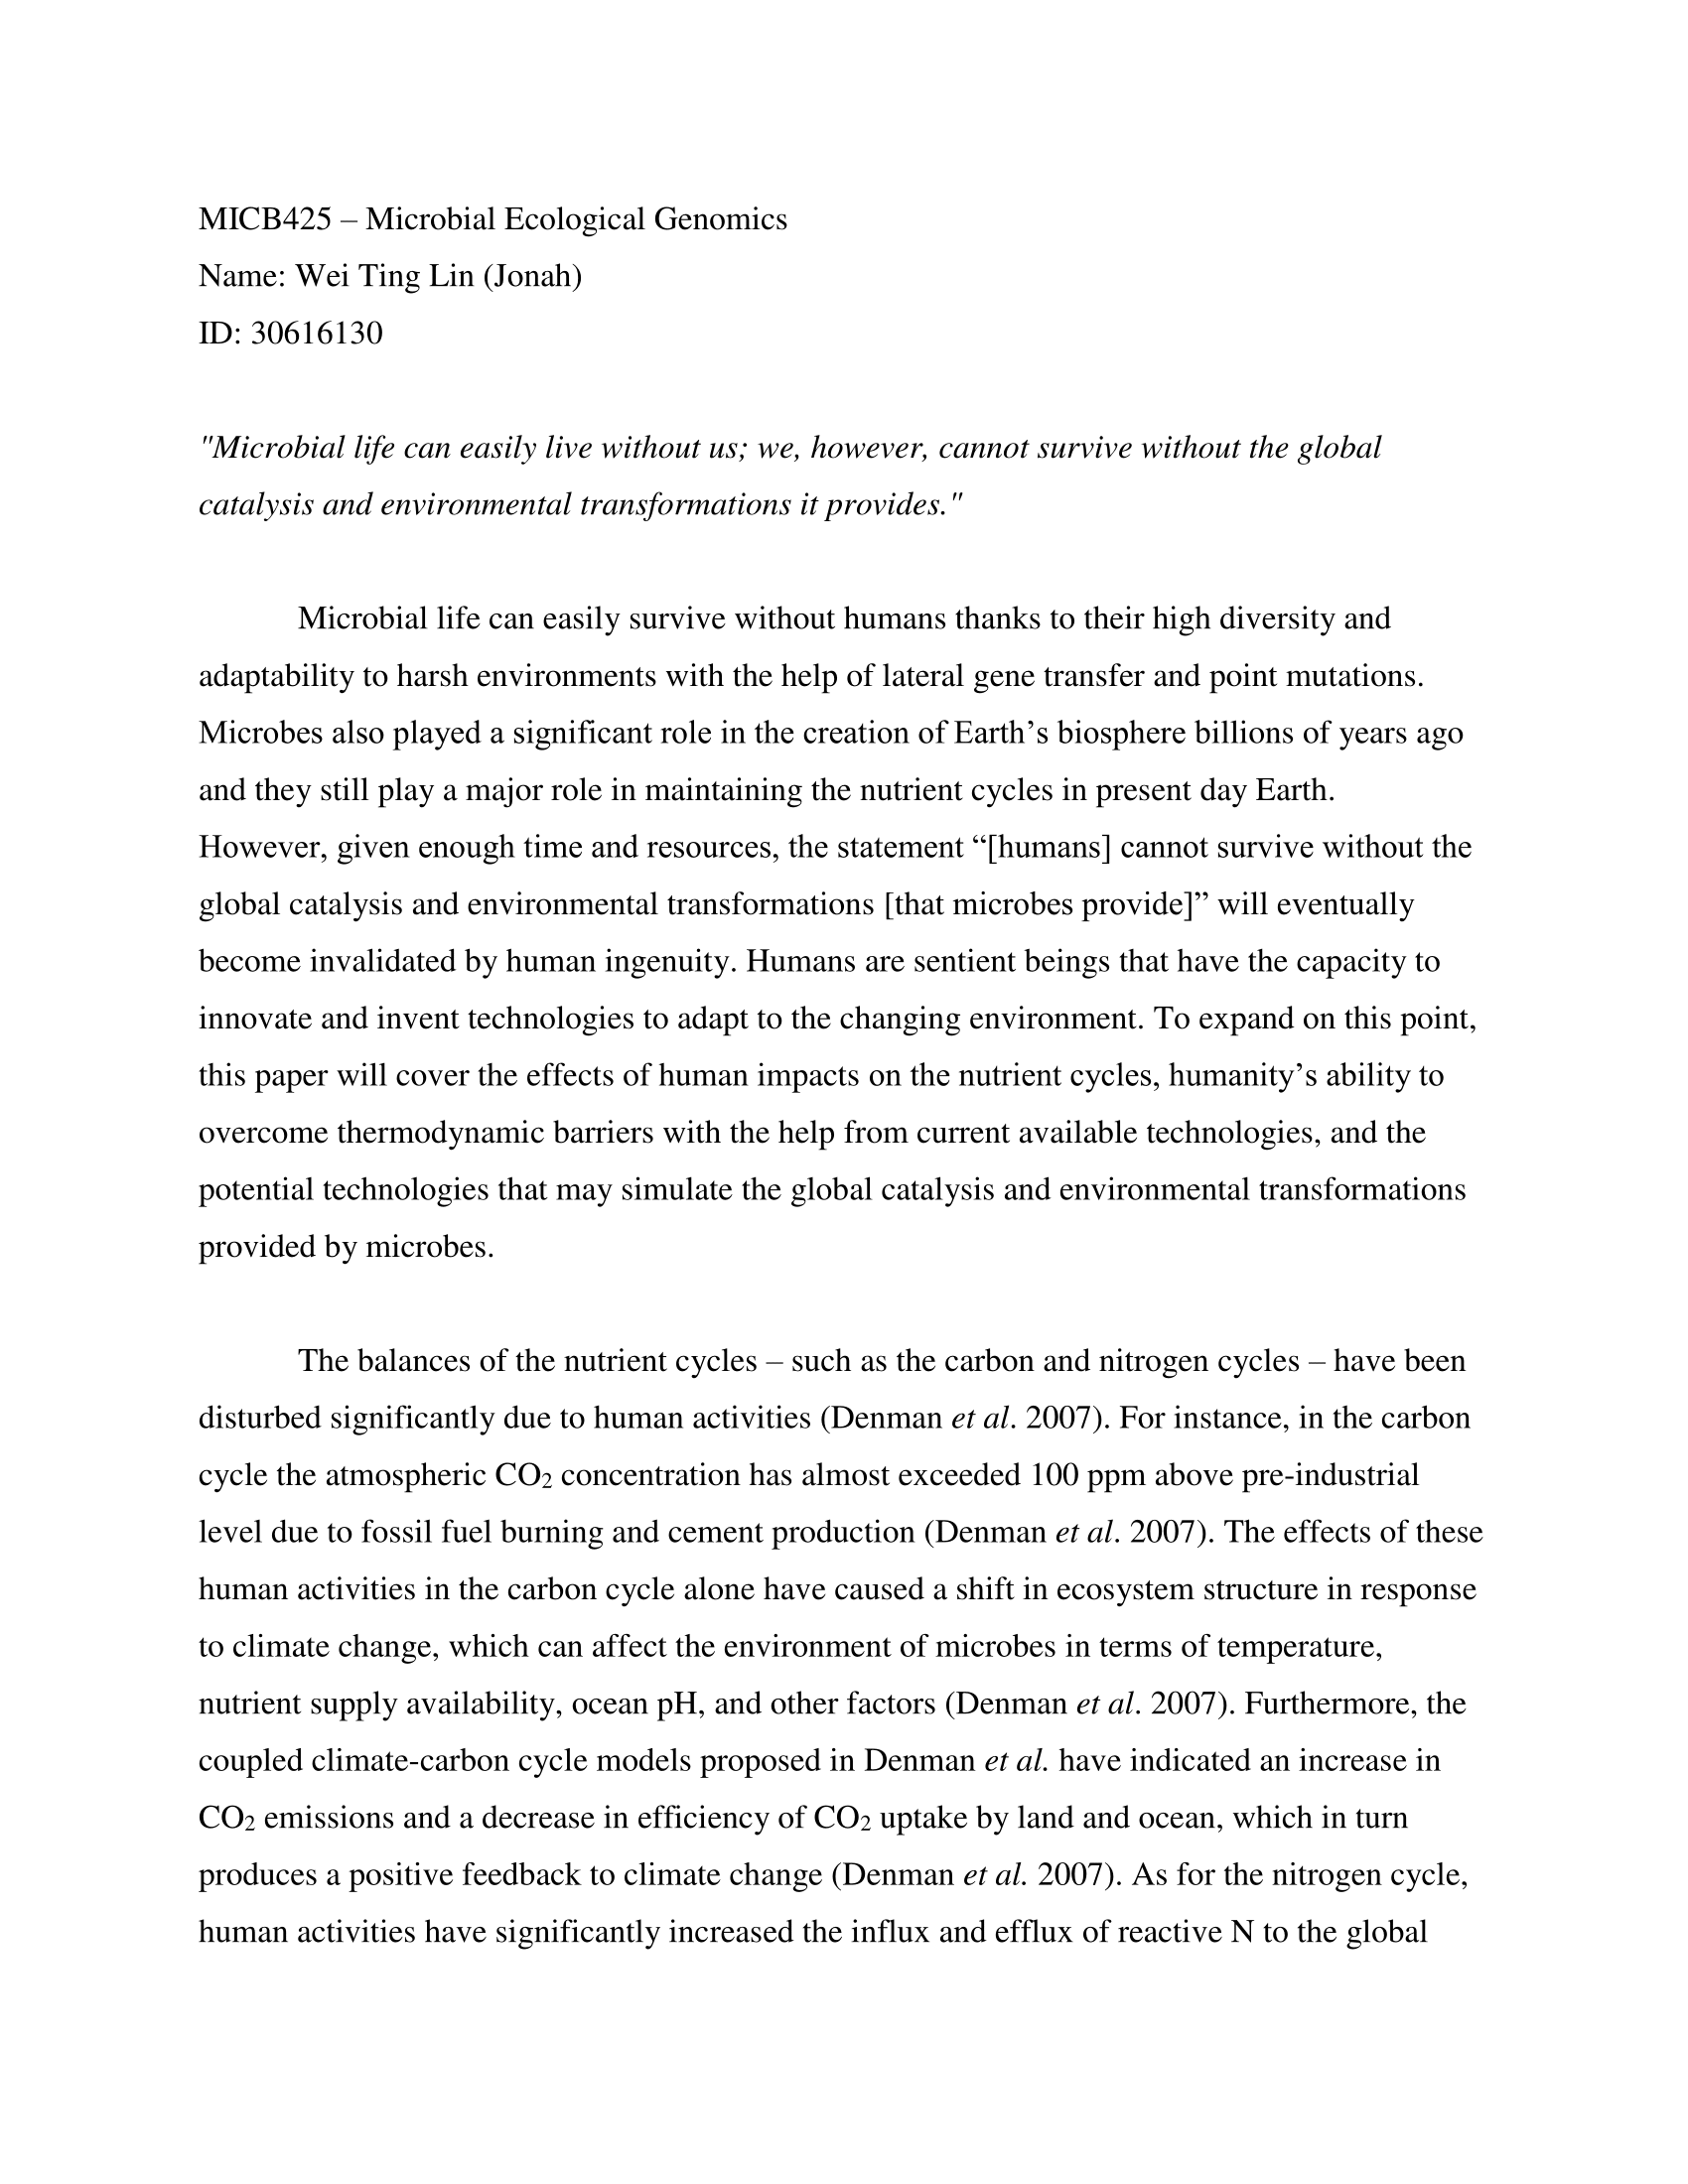 MICB425 – Microbial Ecological Genomics
Name: Wei Ting Lin (Jonah)
ID: 30616130
"Microbial life can easily live without us; we, however, cannot survive without the global
catalysis and environmental transformations it provides."
Microbial life can easily survive without humans thanks to their high diversity and
adaptability to harsh environments with the help of lateral gene transfer and point mutations.
Microbes also played a significant role in the creation of Earth’s biosphere billions of years ago
and they still play a major role in maintaining the nutrient cycles in present day Earth.
However, given enough time and resources, the statement “[humans] cannot survive without the
global catalysis and environmental transformations [that microbes provide]” will eventually
become invalidated by human ingenuity. Humans are sentient beings that have the capacity to
innovate and invent technologies to adapt to the changing environment. To expand on this point,
this paper will cover the effects of human impacts on the nutrient cycles, humanity’s ability to
overcome thermodynamic barriers with the help from current available technologies, and the
potential technologies that may simulate the global catalysis and environmental transformations
provided by microbes.
The balances of the nutrient cycles – such as the carbon and nitrogen cycles – have been
disturbed significantly due to human activities (Denman et al. 2007). For instance, in the carbon
cycle the atmospheric CO₂ concentration has almost exceeded 100 ppm above pre-industrial
level due to fossil fuel burning and cement production (Denman et al. 2007). The effects of these
human activities in the carbon cycle alone have caused a shift in ecosystem structure in response
to climate change, which can affect the environment of microbes in terms of temperature,
nutrient supply availability, ocean pH, and other factors (Denman et al. 2007). Furthermore, the
coupled climate-carbon cycle models proposed in Denman et al. have indicated an increase in
CO₂ emissions and a decrease in efficiency of CO₂ uptake by land and ocean, which in turn
produces a positive feedback to climate change (Denman et al. 2007). As for the nitrogen cycle,
human activities have significantly increased the influx and efflux of reactive N to the global